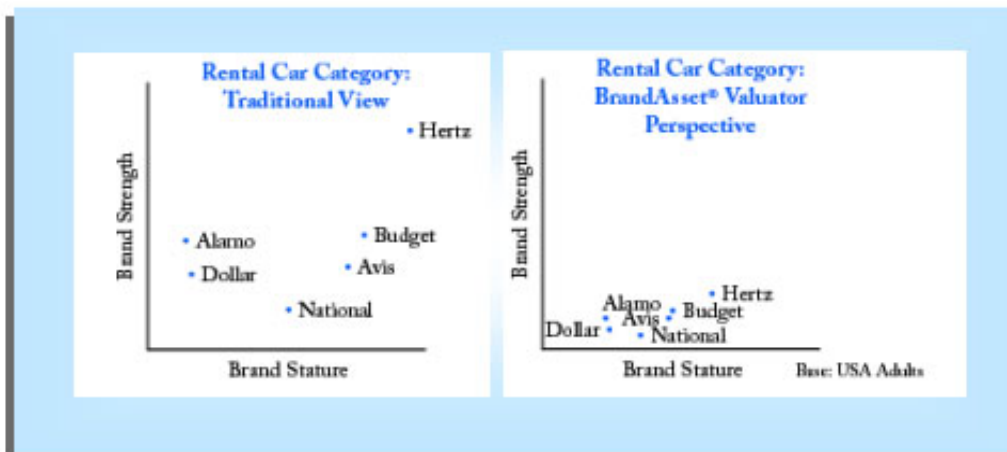 Rental Car Category:
Traditional View
Brand Strength
Hertz
Alamo
Budget
Dollar
Avis
National
Brand Stature
Rental Car Category:
BrandAsset® Valuator
Perspective
Brand Strength
Hertz
Alamo
Budget
Dollar
Avis
National
Brand Stature
Base: USA Adults